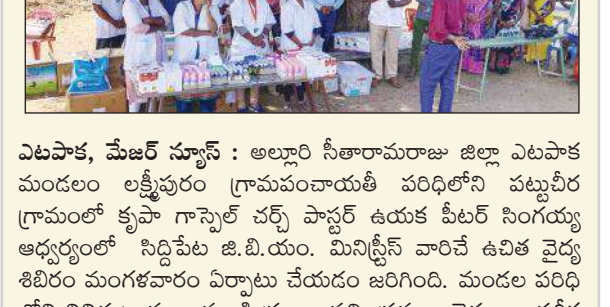 ఎటపాక, మేజర్ న్యూస్ : అల్లూరి సీతారామరాజు జిల్లా ఎటపాక
మండలం లక్ష్మీపురం గ్రామపంచాయతీ పరిధిలోని పట్టుచీర
గ్రామంలో కృపా గాస్పెల్ చర్చ్ పాస్టర్ ఉయక పీటర్ సింగయ్య
ఆధ్వర్యంలో సిద్దిపేట జి.బి.యం. మినిస్ట్రీస్ వారిచే ఉచిత వైద్య
శిబిరం మంగళవారం ఏర్పాటు చేయడం జరిగింది. మండల పరిధి